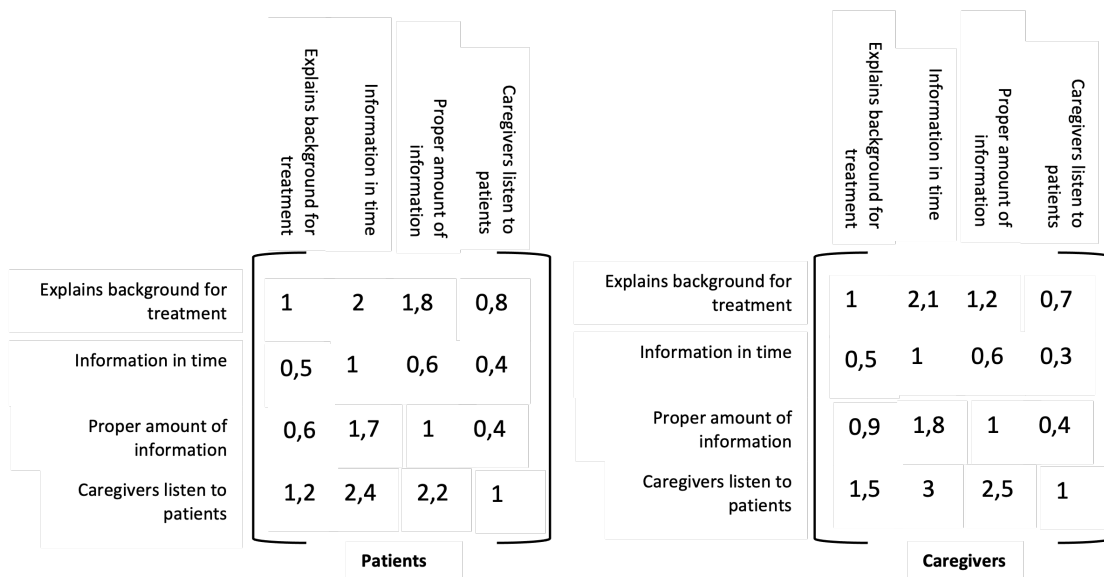 Explains background for
treatment
Information in time
Proper amount of
information
Caregivers listen to
patients
Explains background for
treatment
1 2 1,8 0,8
Information in time
0,5 1 0,6 0,4
Proper amount of
information
0,6 1,7 1 0,4
Caregivers listen to
patients
1,2 2,4 2,2 1
Patients
Explains background for
treatment
Information in time
Proper amount of
information
Caregivers listen to
patients
Explains background for
treatment
1 2,1 1,2 0,7
Information in time
0,5 1 0,6 0,3
Proper amount of
information
0,9 1,8 1 0,4
Caregivers listen to
patients
1,5 3 2,5 1
Caregivers